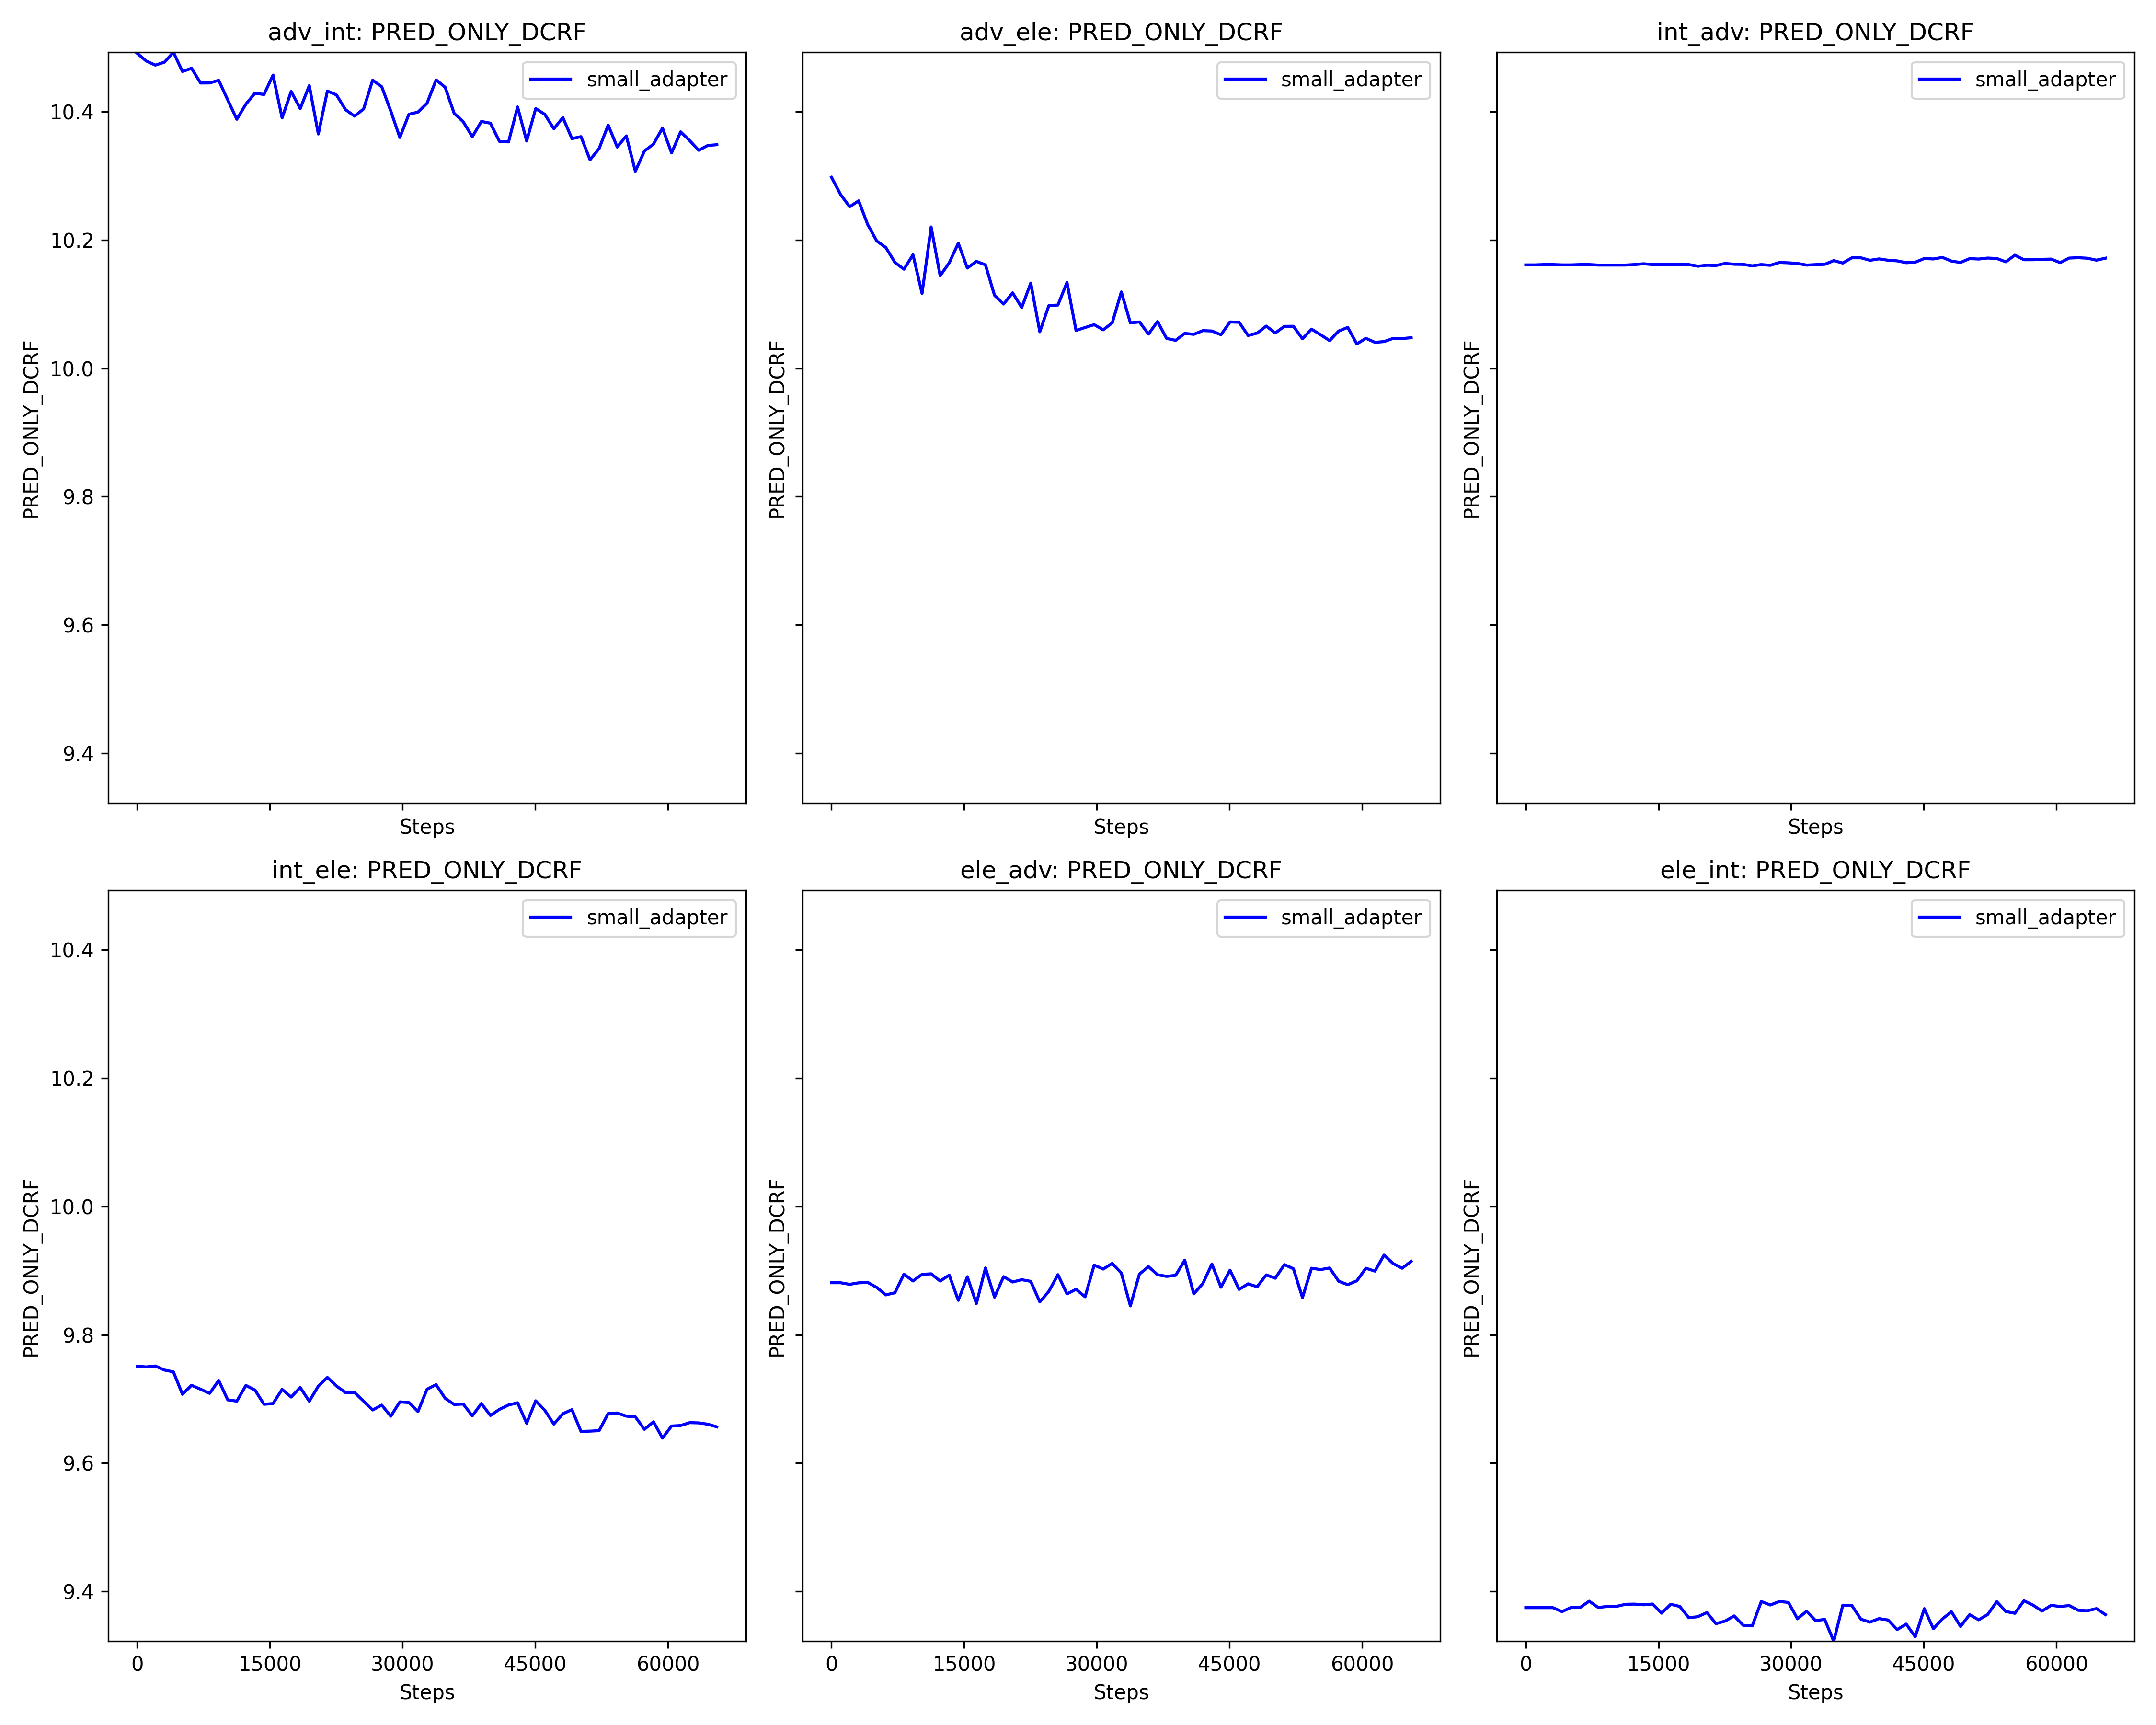 adv_int: PRED_ONLY_DCRF
adv_ele: PRED_ONLY_DCRF
int_adv: PRED_ONLY_DCRF
small_adapter
small_adapter
small_adapter
10.4
10.2
10.0
9.8
9.6
9.4
PRED_ONLY_DCRF
PRED_ONLY_DCRF
PRED_ONLY_DCRF
Steps
Steps
Steps
int_ele: PRED_ONLY_DCRF
ele_adv: PRED_ONLY_DCRF
ele_int: PRED_ONLY_DCRF
small_adapter
small_adapter
small_adapter
10.4
10.2
10.0
9.8
9.6
9.4
PRED_ONLY_DCRF
PRED_ONLY_DCRF
PRED_ONLY_DCRF
0 15000 30000 45000 60000
0 15000 30000 45000 60000
0 15000 30000 45000 60000
Steps
Steps
Steps